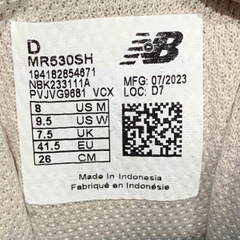 D
MR530SH
194182854671
NBK233111A
PVJVG9681 VCX
8 US M
9.5 US W
7.5 UK
41.5 EU
26 CM
NB
MFG: 07/2023
LOC: D7
Made in Indonesia
Fabriqué en Indonésie